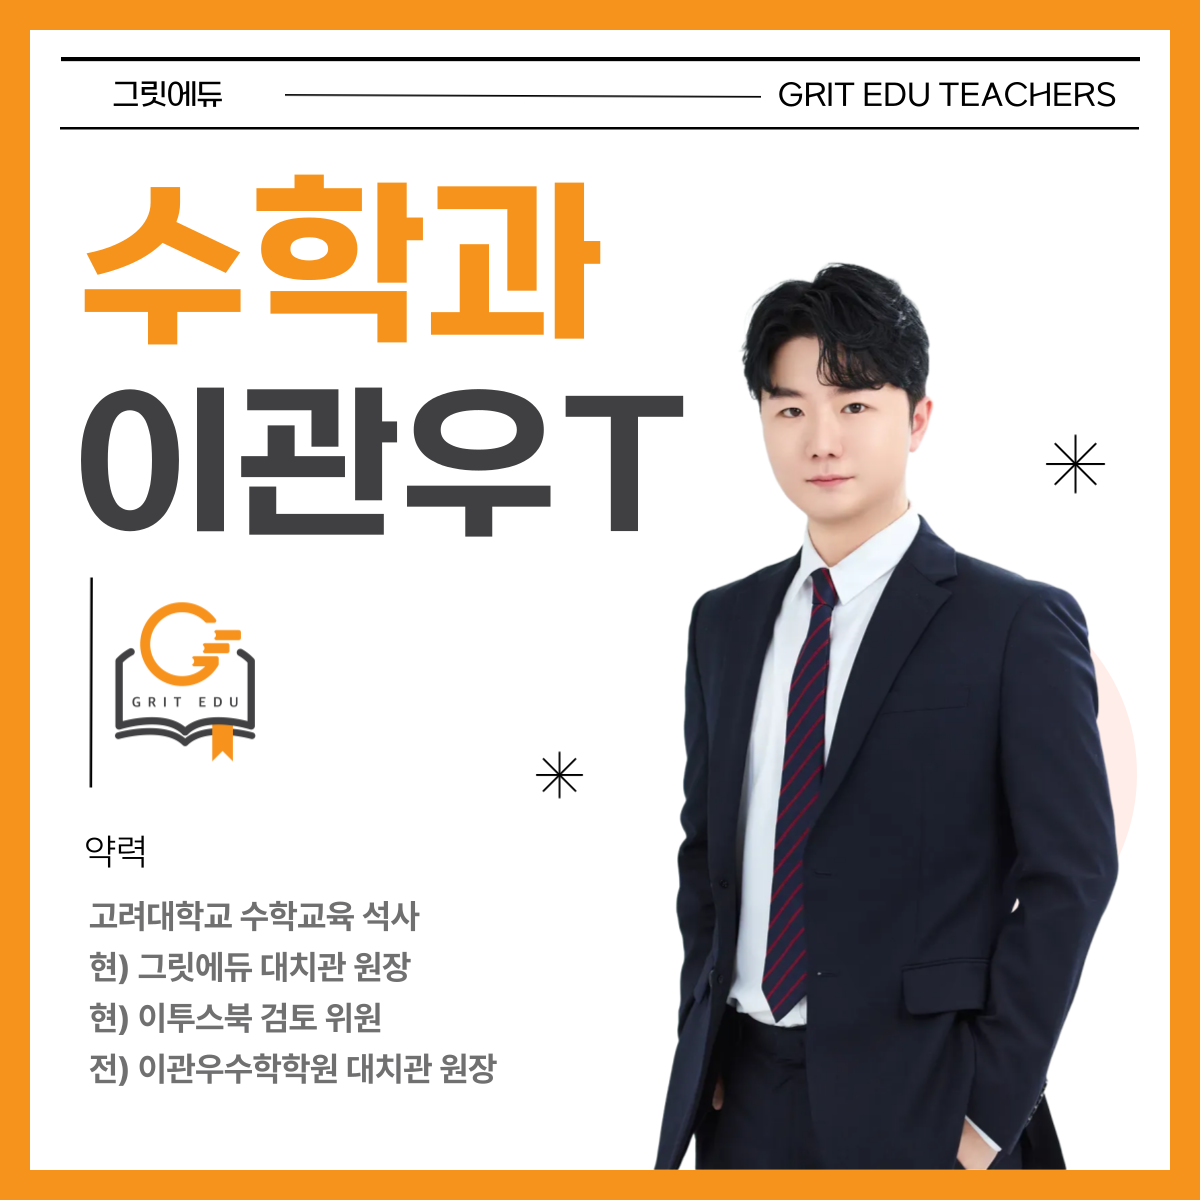 그릿에듀
GRIT EDU TEACHERS
수학과
이관우T
GRIT EDU
약력
고려대학교 수학교육 석사
현) 그릿에듀 대치관 원장
현) 이투스북 검토 위원
전) 이관우수학학원 대치관 원장